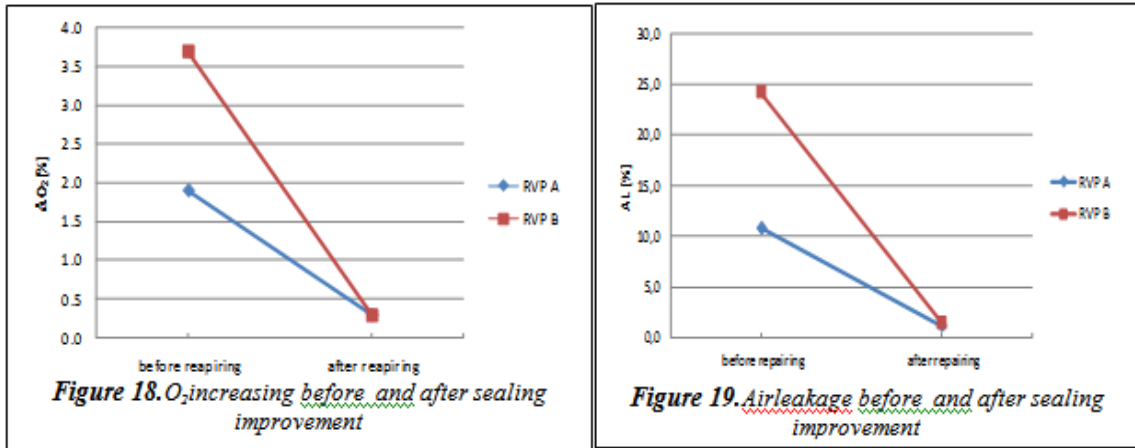 4.0
3.5
3.0
2.5
2.0
1.5
1.0
0.5
0.0
ΔO₂[%]
before reapiring
after reapiring
RVP A
RVP B
Figure 18.O₂increasing before and after sealing
improvement
30,0
25,0
20,0
15,0
10,0
5,0
0,0
AL [%]
before repairing
after repairing
RVP A
RVP B
Figure 19.Airleakage before and after sealing
improvement